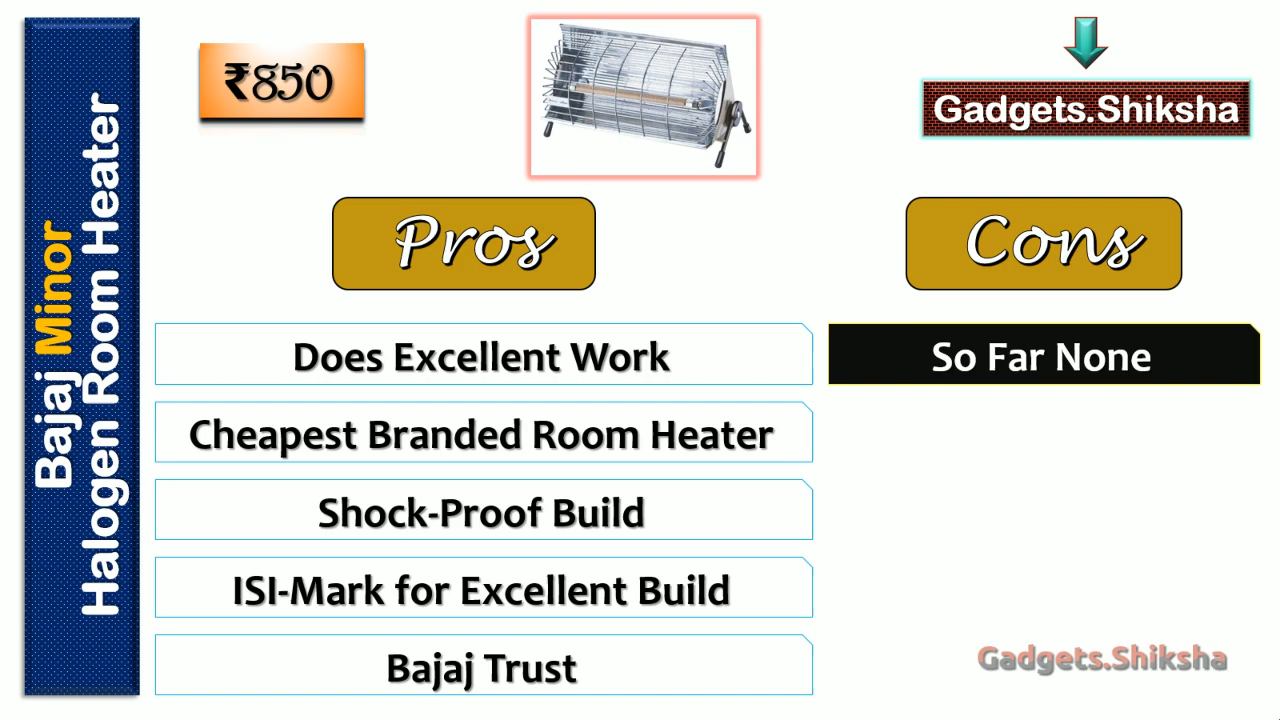 Bajaj Minor
Halogen Room Heater
₹850
Gadgets.Shiksha
Pros
Cons
Does Excellent Work
So Far None
Cheapest Branded Room Heater
Shock-Proof Build
ISI-Mark for Excellent Build
Bajaj Trust
Gadgets.Shiksha